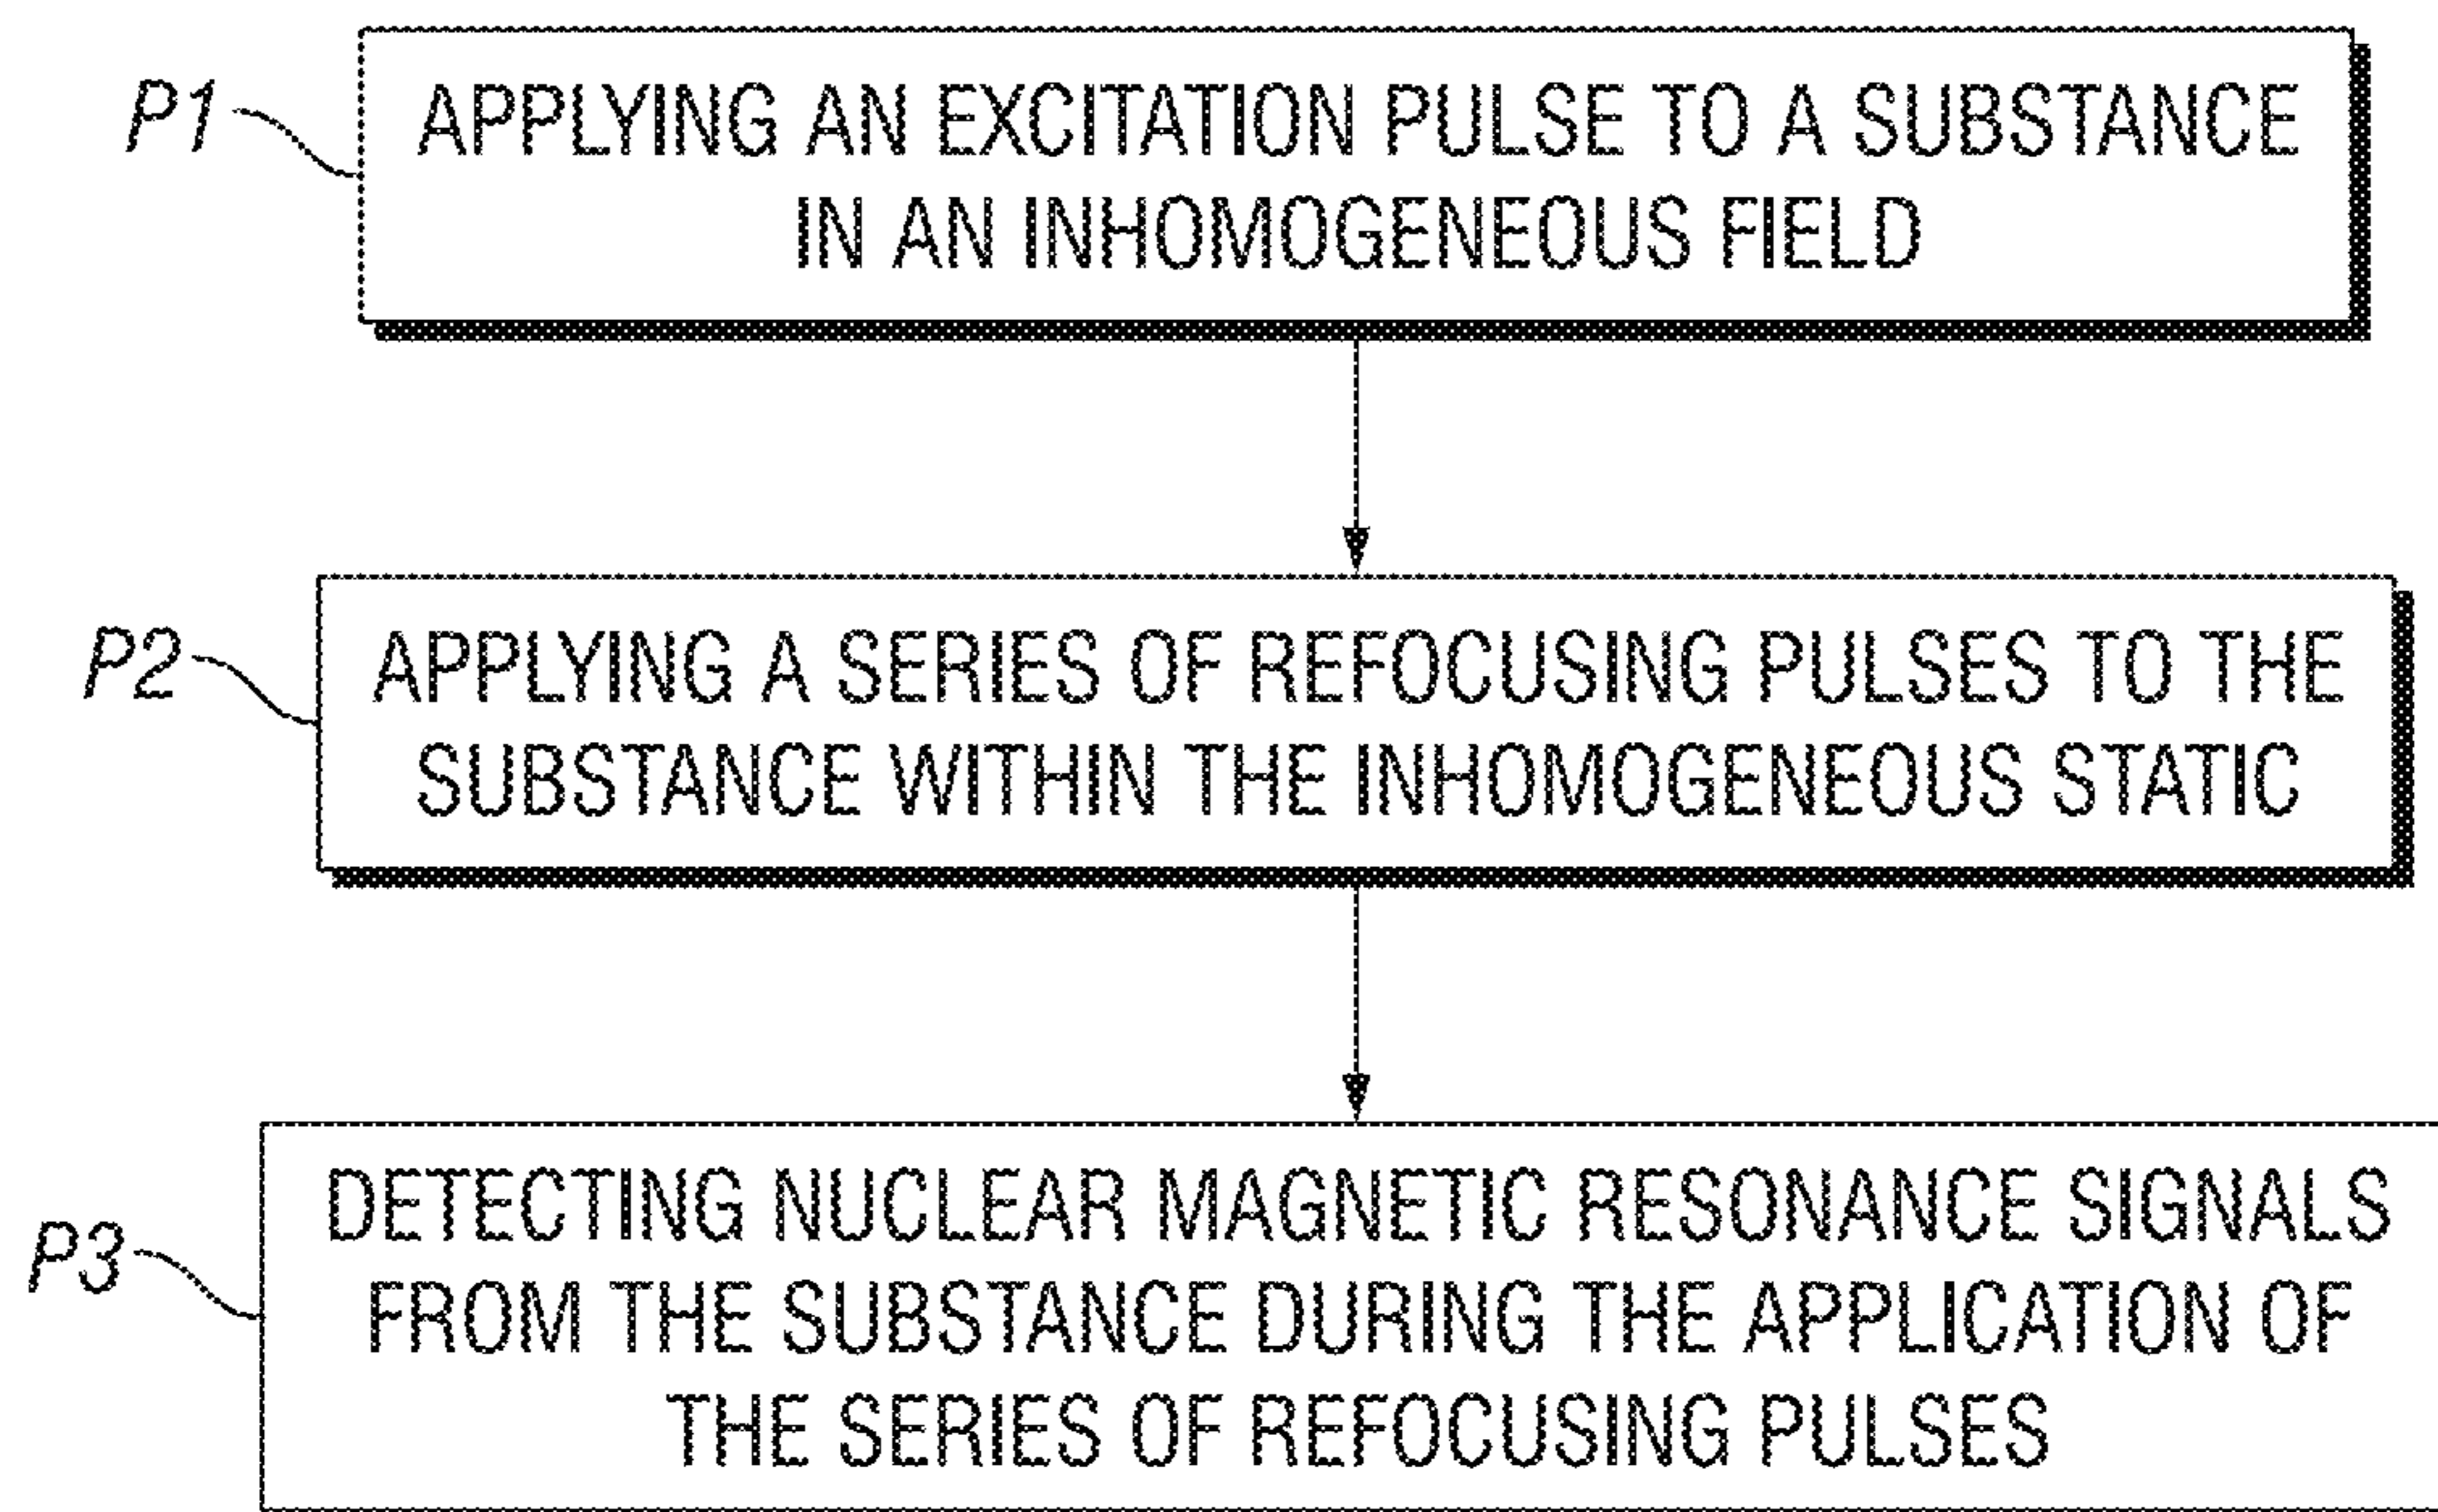 P1
APPLYING AN EXCITATION PULSE TO A SUBSTANCE
IN AN INHOMOGENEOUS FIELD
P2
APPLYING A SERIES OF REFOCUSING PULSES TO THE
SUBSTANCE WITHIN THE INHOMOGENEOUS STATIC
P3
DETECTING NUCLEAR MAGNETIC RESONANCE SIGNALS
FROM THE SUBSTANCE DURING THE APPLICATION OF
THE SERIES OF REFOCUSING PULSES